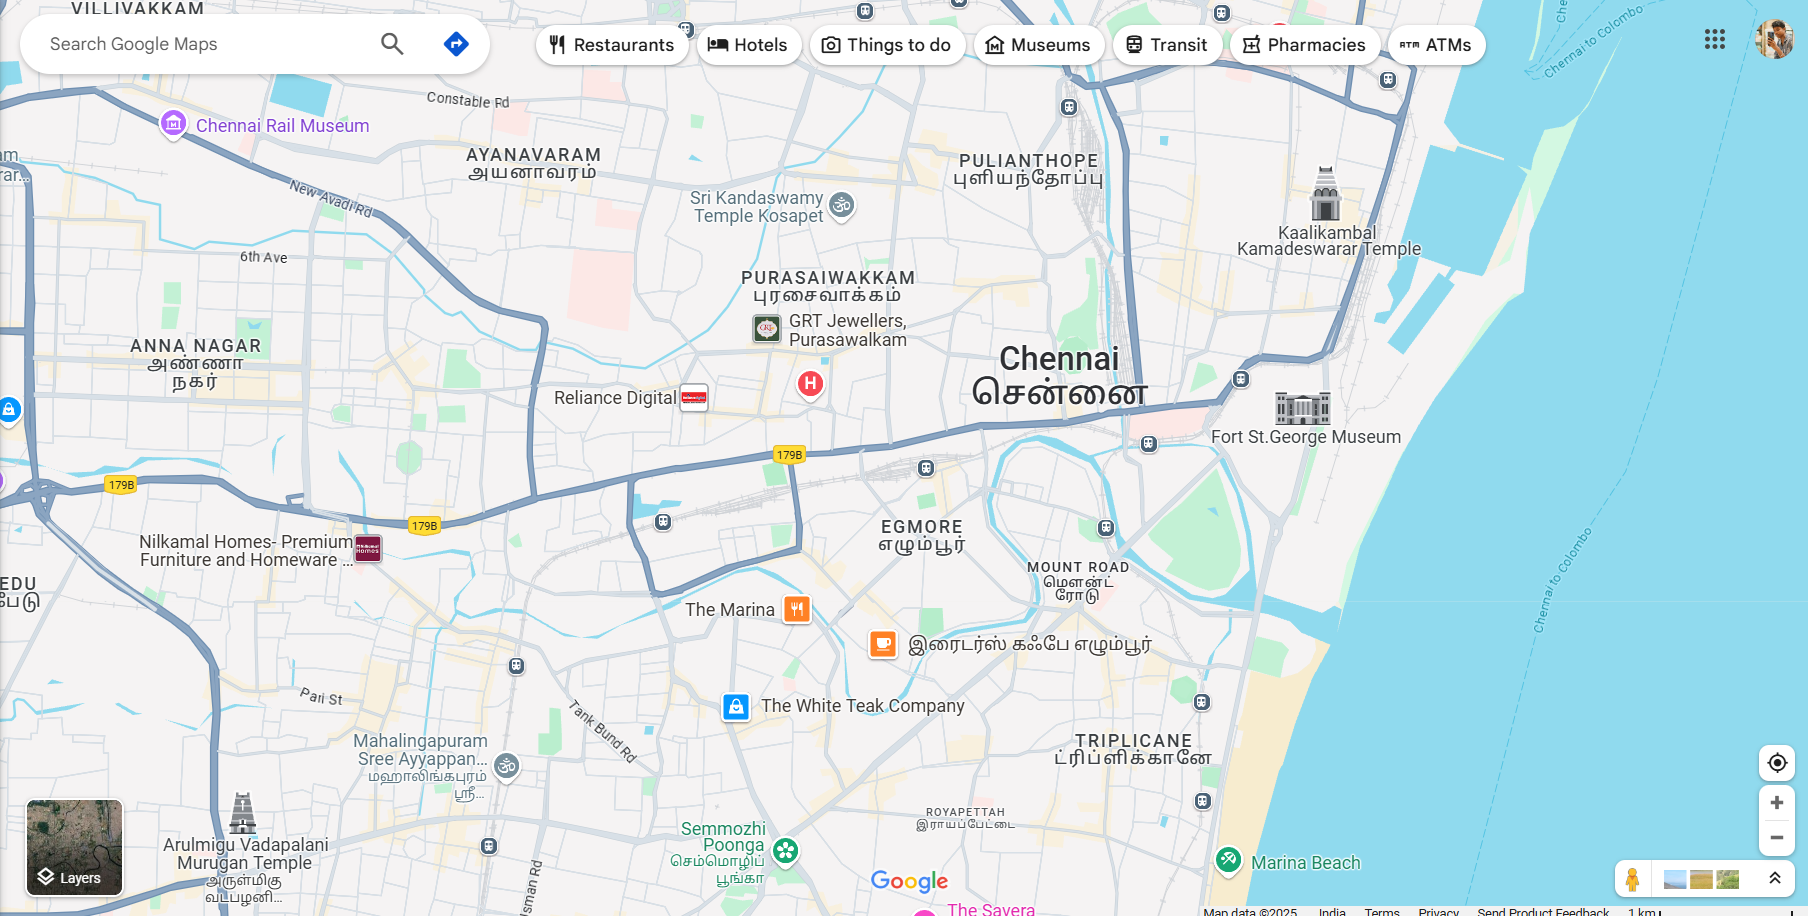 VILLIVAKKAM
Search Google Maps
Restaurants
Hotels
Things to do
Museums
Transit
Pharmacies
ATM ATMs
Chennai to Colombo
Constable Rd
Chennai Rail Museum
AYANAVARAM
அயனாவரம்
PULIANTHOPE
புளியந்தோப்பு
New Avadi Rd
Sri Kandaswamy
Temple Kosapet
Kaalikambal
Kamadeswarar Temple
6th Ave
PURASAIWAKKAM
புரசைவாக்கம்
GRT Jewellers,
Purasawalkam
ANNA NAGAR
அண்ணா
நகர்
Chennai
சென்னை
Reliance Digital
H
Fort St.George Museum
179B
179B
179B
EGMORE
எழும்பூர்
Nilkamal Homes- Premium
Furniture and Homeware ...
MOUNT ROAD
மௌண்ட்
ரோடு
EDU
பேடு
Chennai to Colombo
The Marina
இரைடர்ஸ் கஃபே எழும்பூர்
Pari St
The White Teak Company
Tank Bund Rd
Mahalingapuram
Sree Ayyappan...
மஹாலிங்கபுரம்
ஸ்ரீ...
TRIPLICANE
ட்ரிப்ளிக்கானே
ROYAPETTAH
இராயப்பேட்டை
Semmozhi
Poonga
செம்மொழிப்
பூங்கா
Arulmigu Vadapalani
Murugan Temple
அருள்மிகு
வடபழனி...
Usman Rd
Marina Beach
Layers
Google
The Savera
Map data ©2025
India
Terms
Privacy
Send Product Feedback
1 km